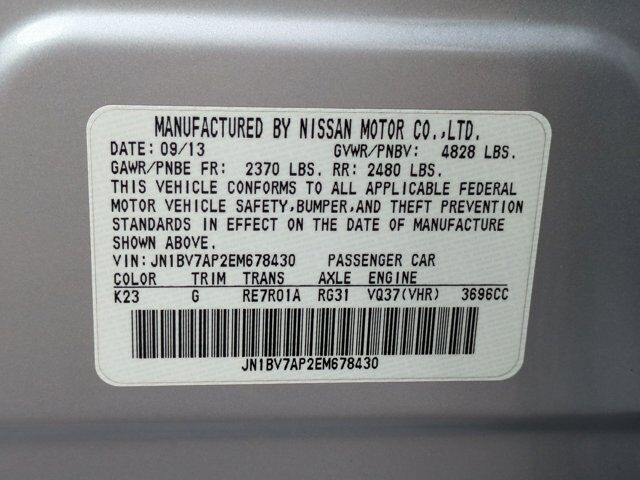 MANUFACTURED BY NISSAN MOTOR CO.,LTD.
DATE: 09/13 GVWR/PNBV: 4828 LBS.
GAWR/PNBE FR: 2370 LBS. RR: 2480 LBS.
THIS VEHICLE CONFORMS TO ALL APPLICABLE FEDERAL
MOTOR VEHICLE SAFETY,BUMPER,AND THEFT PREVENTION
STANDARDS IN EFFECT ON THE DATE OF MANUFACTURE
SHOWN ABOVE.
VIN: JN1BV7AP2EM678430 PASSENGER CAR
COLOR TRIM TRANS AXLE ENGINE
K23 G RE7R01A RG31 VQ37(VHR) 3696CC
JN1BV7AP2EM678430